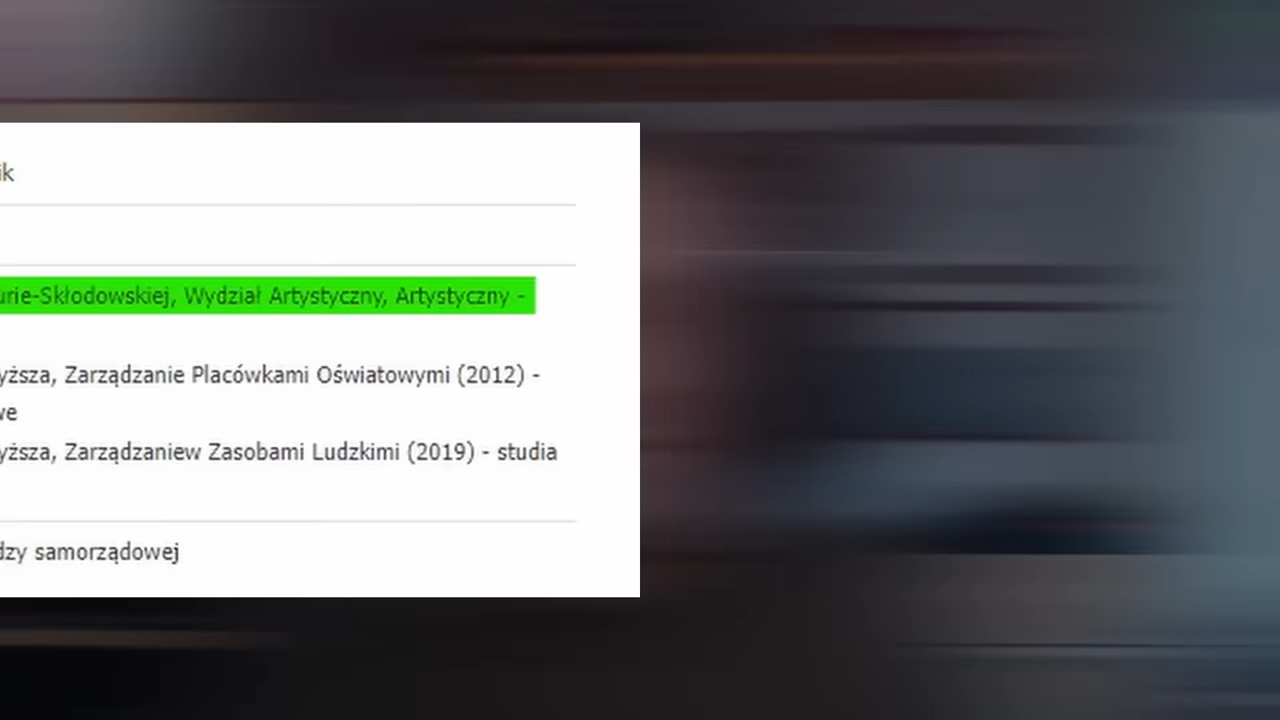 ik
urie-Skłodowskiej, Wydział Artystyczny, Artystyczny -
yższa, Zarządzanie Placówkami Oświatowymi (2012) -
we
yższa, Zarządzaniew Zasobami Ludzkimi (2019) - studia
dzy samorządowej